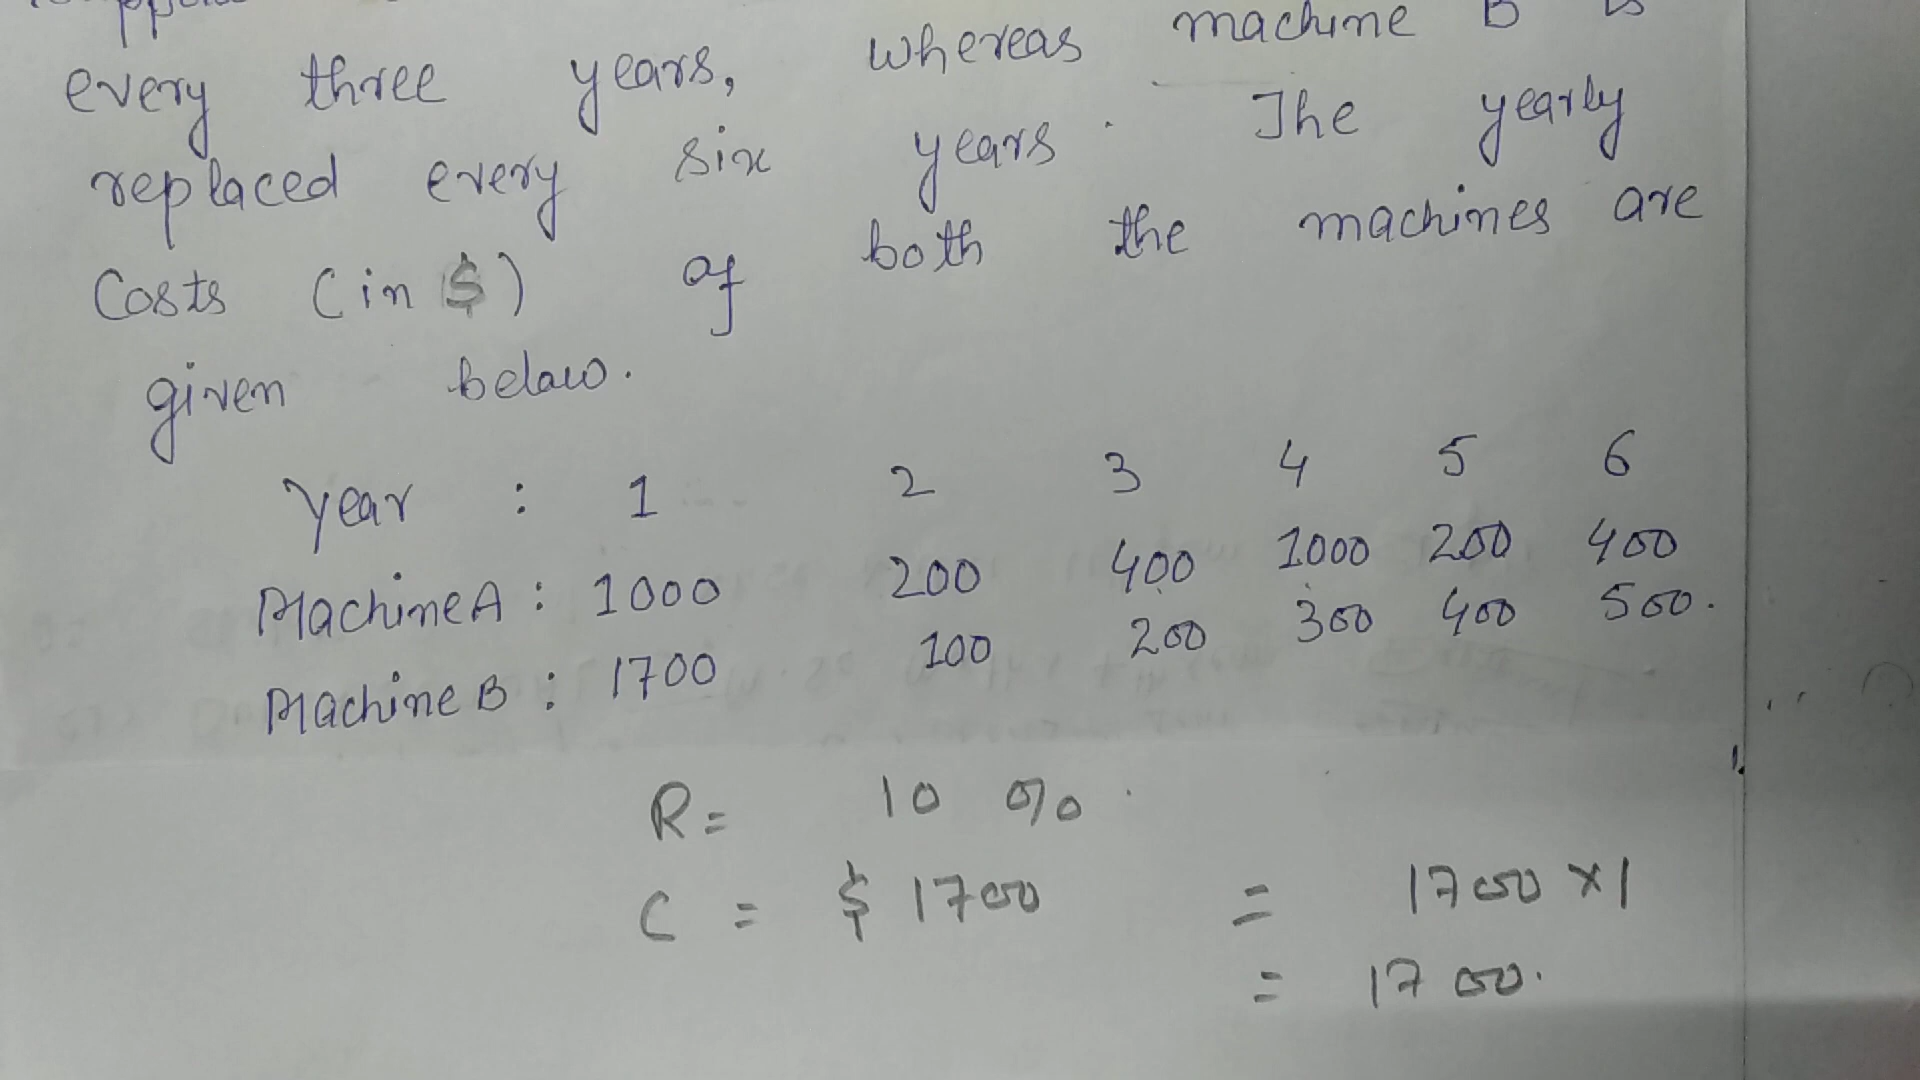 every three years, whereas machine B is
replaced every six years. The yearly
Costs (in $) of both the machines are
given below.
Year : 1 2 3 4 5 6
Machine A : 1000 200 400 1000 200 400
Machine B : 1700 100 200 300 400 500.
R = 10 %.
C = $ 1700 = 1700 × 1
= 1700.